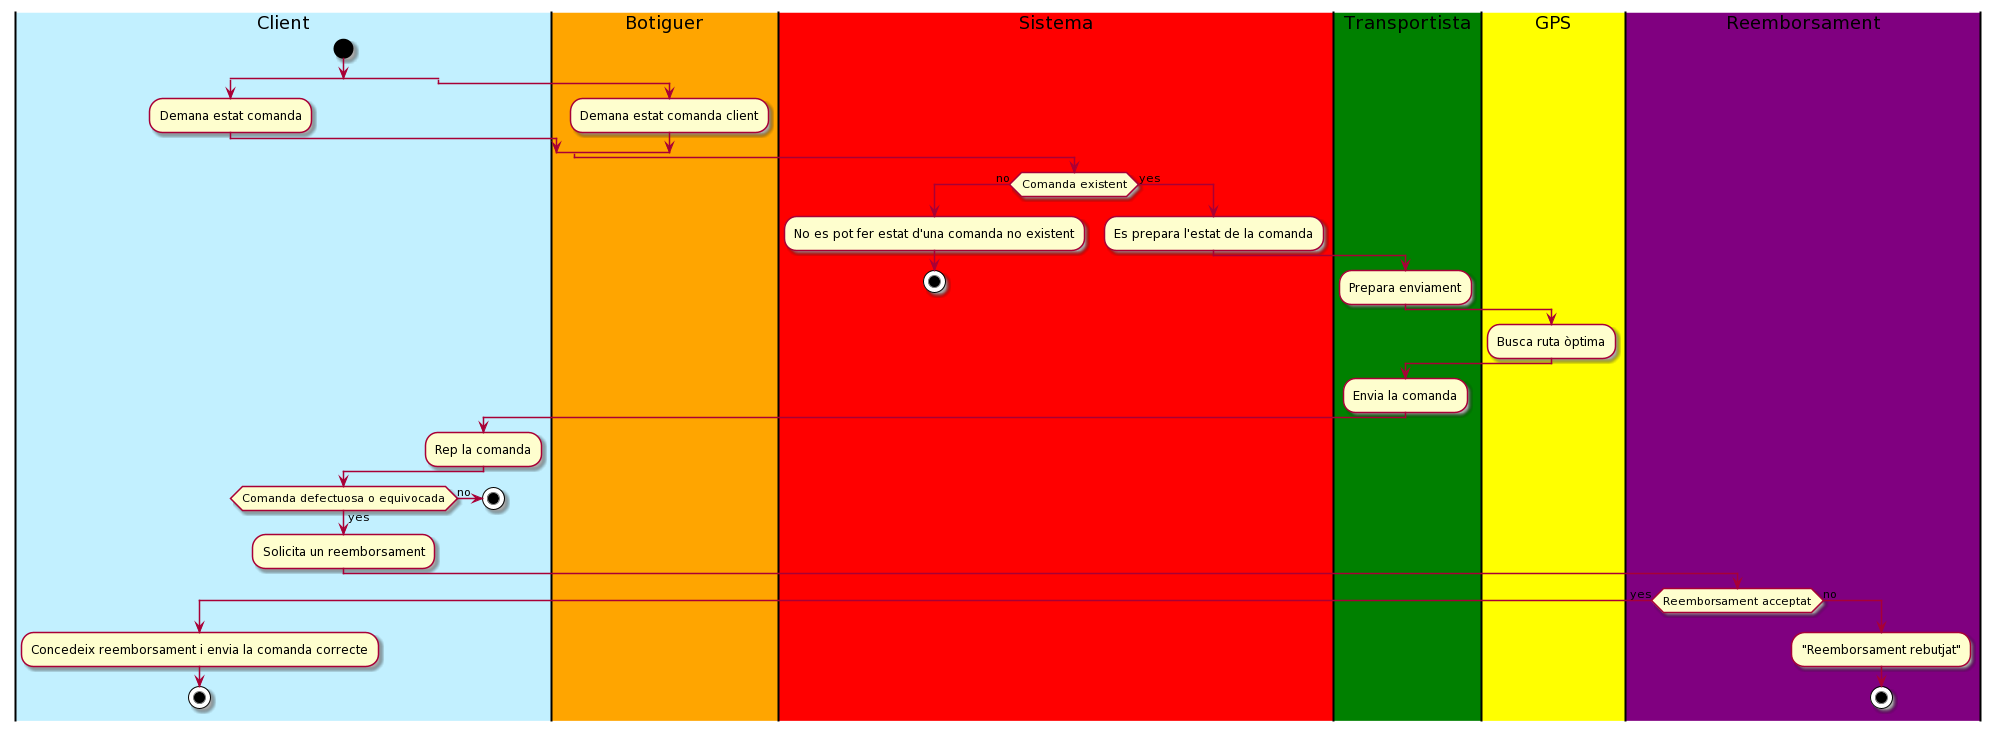 Client
Botiguer
Sistema
Transportista
GPS
Reemborsament
Demana estat comanda
Demana estat comanda client
no
Comanda existent
yes
No es pot fer estat d'una comanda no existent
Es prepara l'estat de la comanda
Prepara enviament
Busca ruta òptima
Envia la comanda
Rep la comanda
Comanda defectuosa o equivocada
no
yes
Solicita un reemborsament
yes
Reemborsament acceptat
no
Concedeix reemborsament i envia la comanda correcte
"Reemborsament rebutjat"